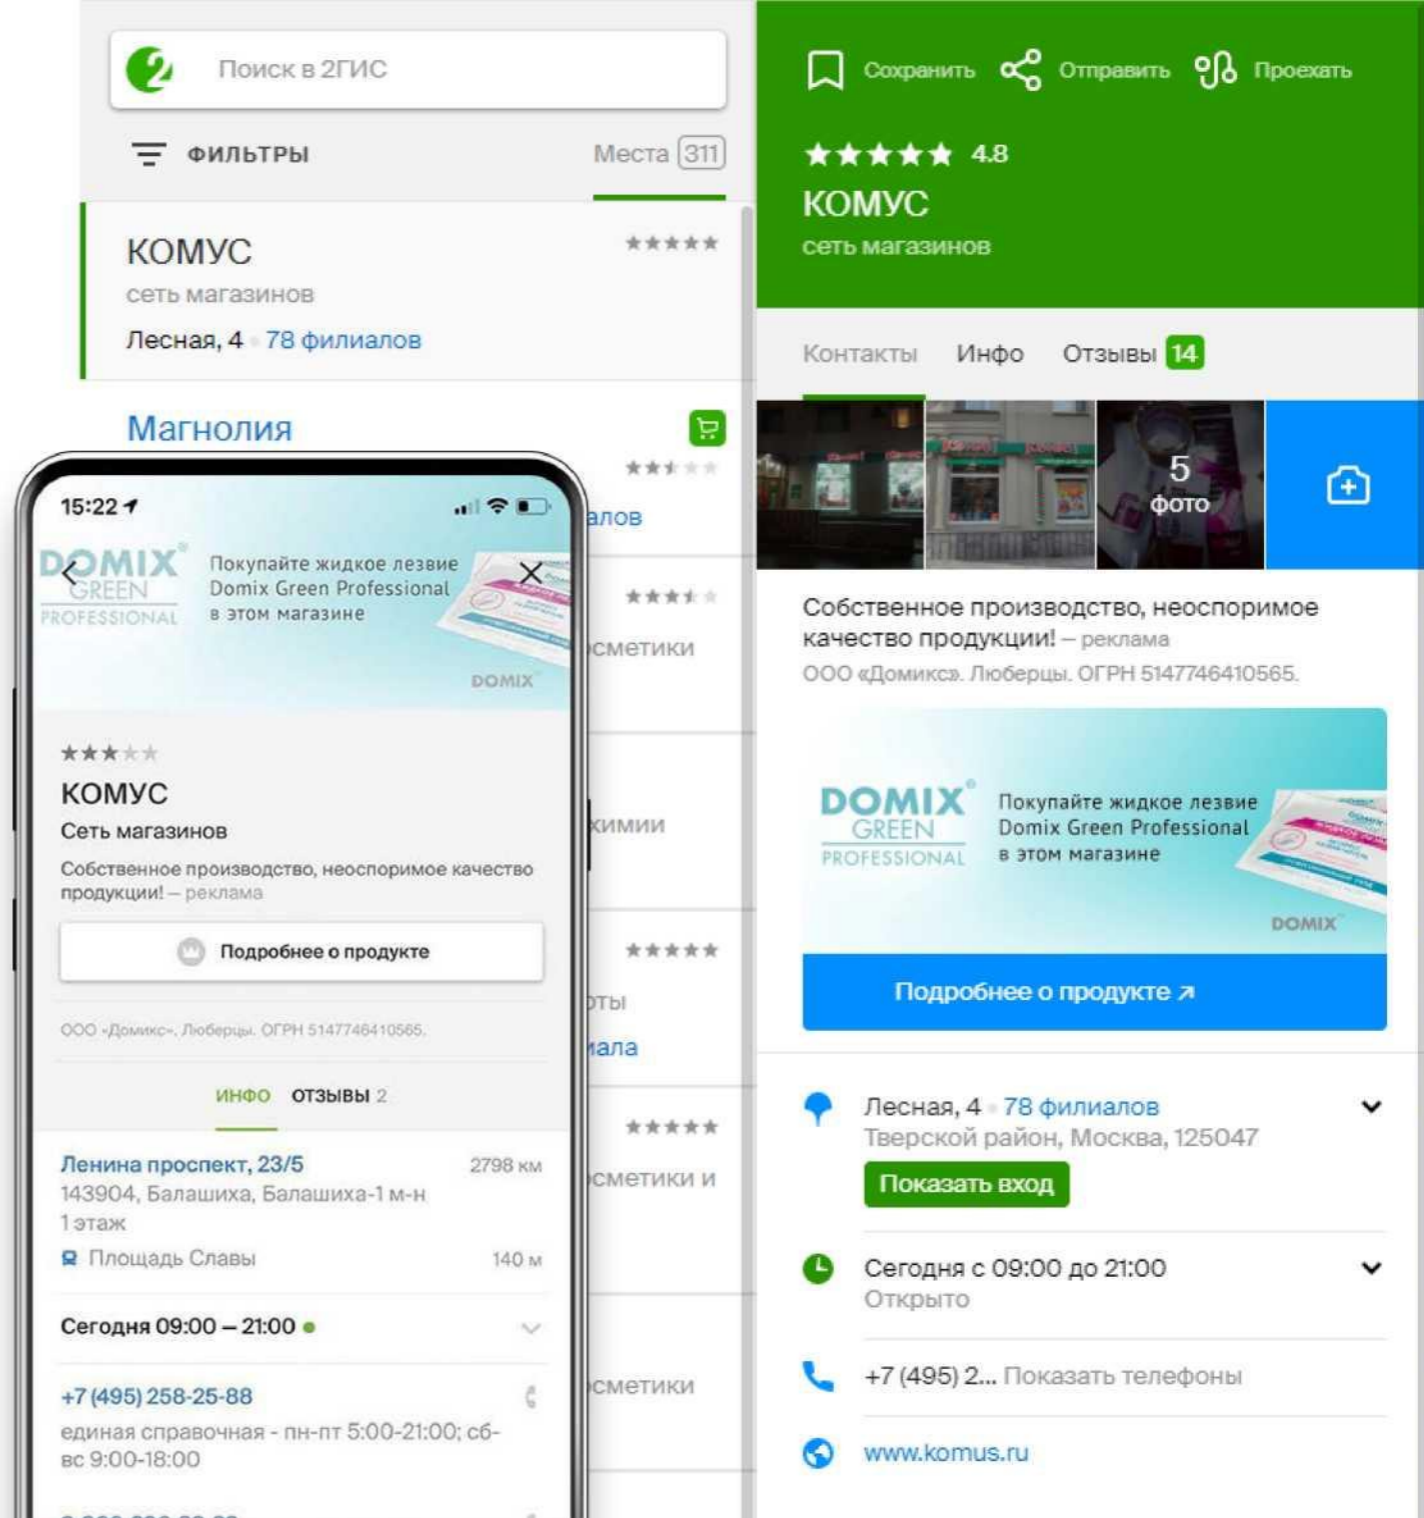 Поиск в 2ГИС
ФИЛЬТРЫ
Места 311
КОМУС
сеть магазинов
Лесная, 4 78 филиалов
Магнолия
алов
осметики
химии
оты
иала
осметики и
осметики
15:22
DOMIX®
GREEN
PROFESSIONAL
Покупайте жидкое лезвие
Domix Green Professional
в этом магазине
DOMIX
КОМУС
Сеть магазинов
Собственное производство, неоспоримое качество
продукции! – реклама
Подробнее о продукте
ООО «Домикс». Люберцы. ОГРН 5147746410565.
ИНФО ОТЗЫВЫ 2
Ленина проспект, 23/5 2798 км
143904, Балашиха, Балашиха-1 м-н
1 этаж
Площадь Славы 140 м
Сегодня 09:00 – 21:00
+7 (495) 258-25-88
единая справочная - пн-пт 5:00-21:00; сб-
вс 9:00-18:00
Сохранить Отправить Проехать
4.8
КОМУС
сеть магазинов
Контакты Инфо Отзывы 14
5
фото
Собственное производство, неоспоримое
качество продукции! – реклама
ООО «Домикс». Люберцы. ОГРН 5147746410565.
DOMIX®
GREEN
PROFESSIONAL
Покупайте жидкое лезвие
Domix Green Professional
в этом магазине
DOMIX
Подробнее о продукте
Лесная, 4 78 филиалов
Тверской район, Москва, 125047
Показать вход
Сегодня с 09:00 до 21:00
Открыто
+7 (495) 2... Показать телефоны
www.komus.ru